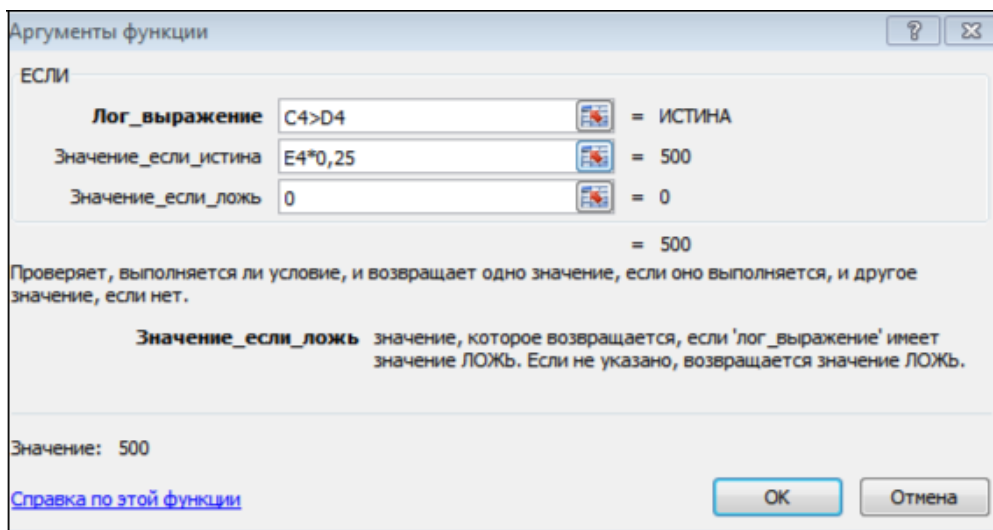 Аргументы функции
ЕСЛИ
Лог_выражение C4>D4 = ИСТИНА
Значение_если_истина E4*0,25 = 500
Значение_если_ложь 0 = 0
= 500
Проверяет, выполняется ли условие, и возвращает одно значение, если оно выполняется, и другое
значение, если нет.
Значение_если_ложь значение, которое возвращается, если 'лог_выражение' имеет
значение ЛОЖЬ. Если не указано, возвращается значение ЛОЖЬ.
Значение: 500
Справка по этой функции
ОК
Отмена